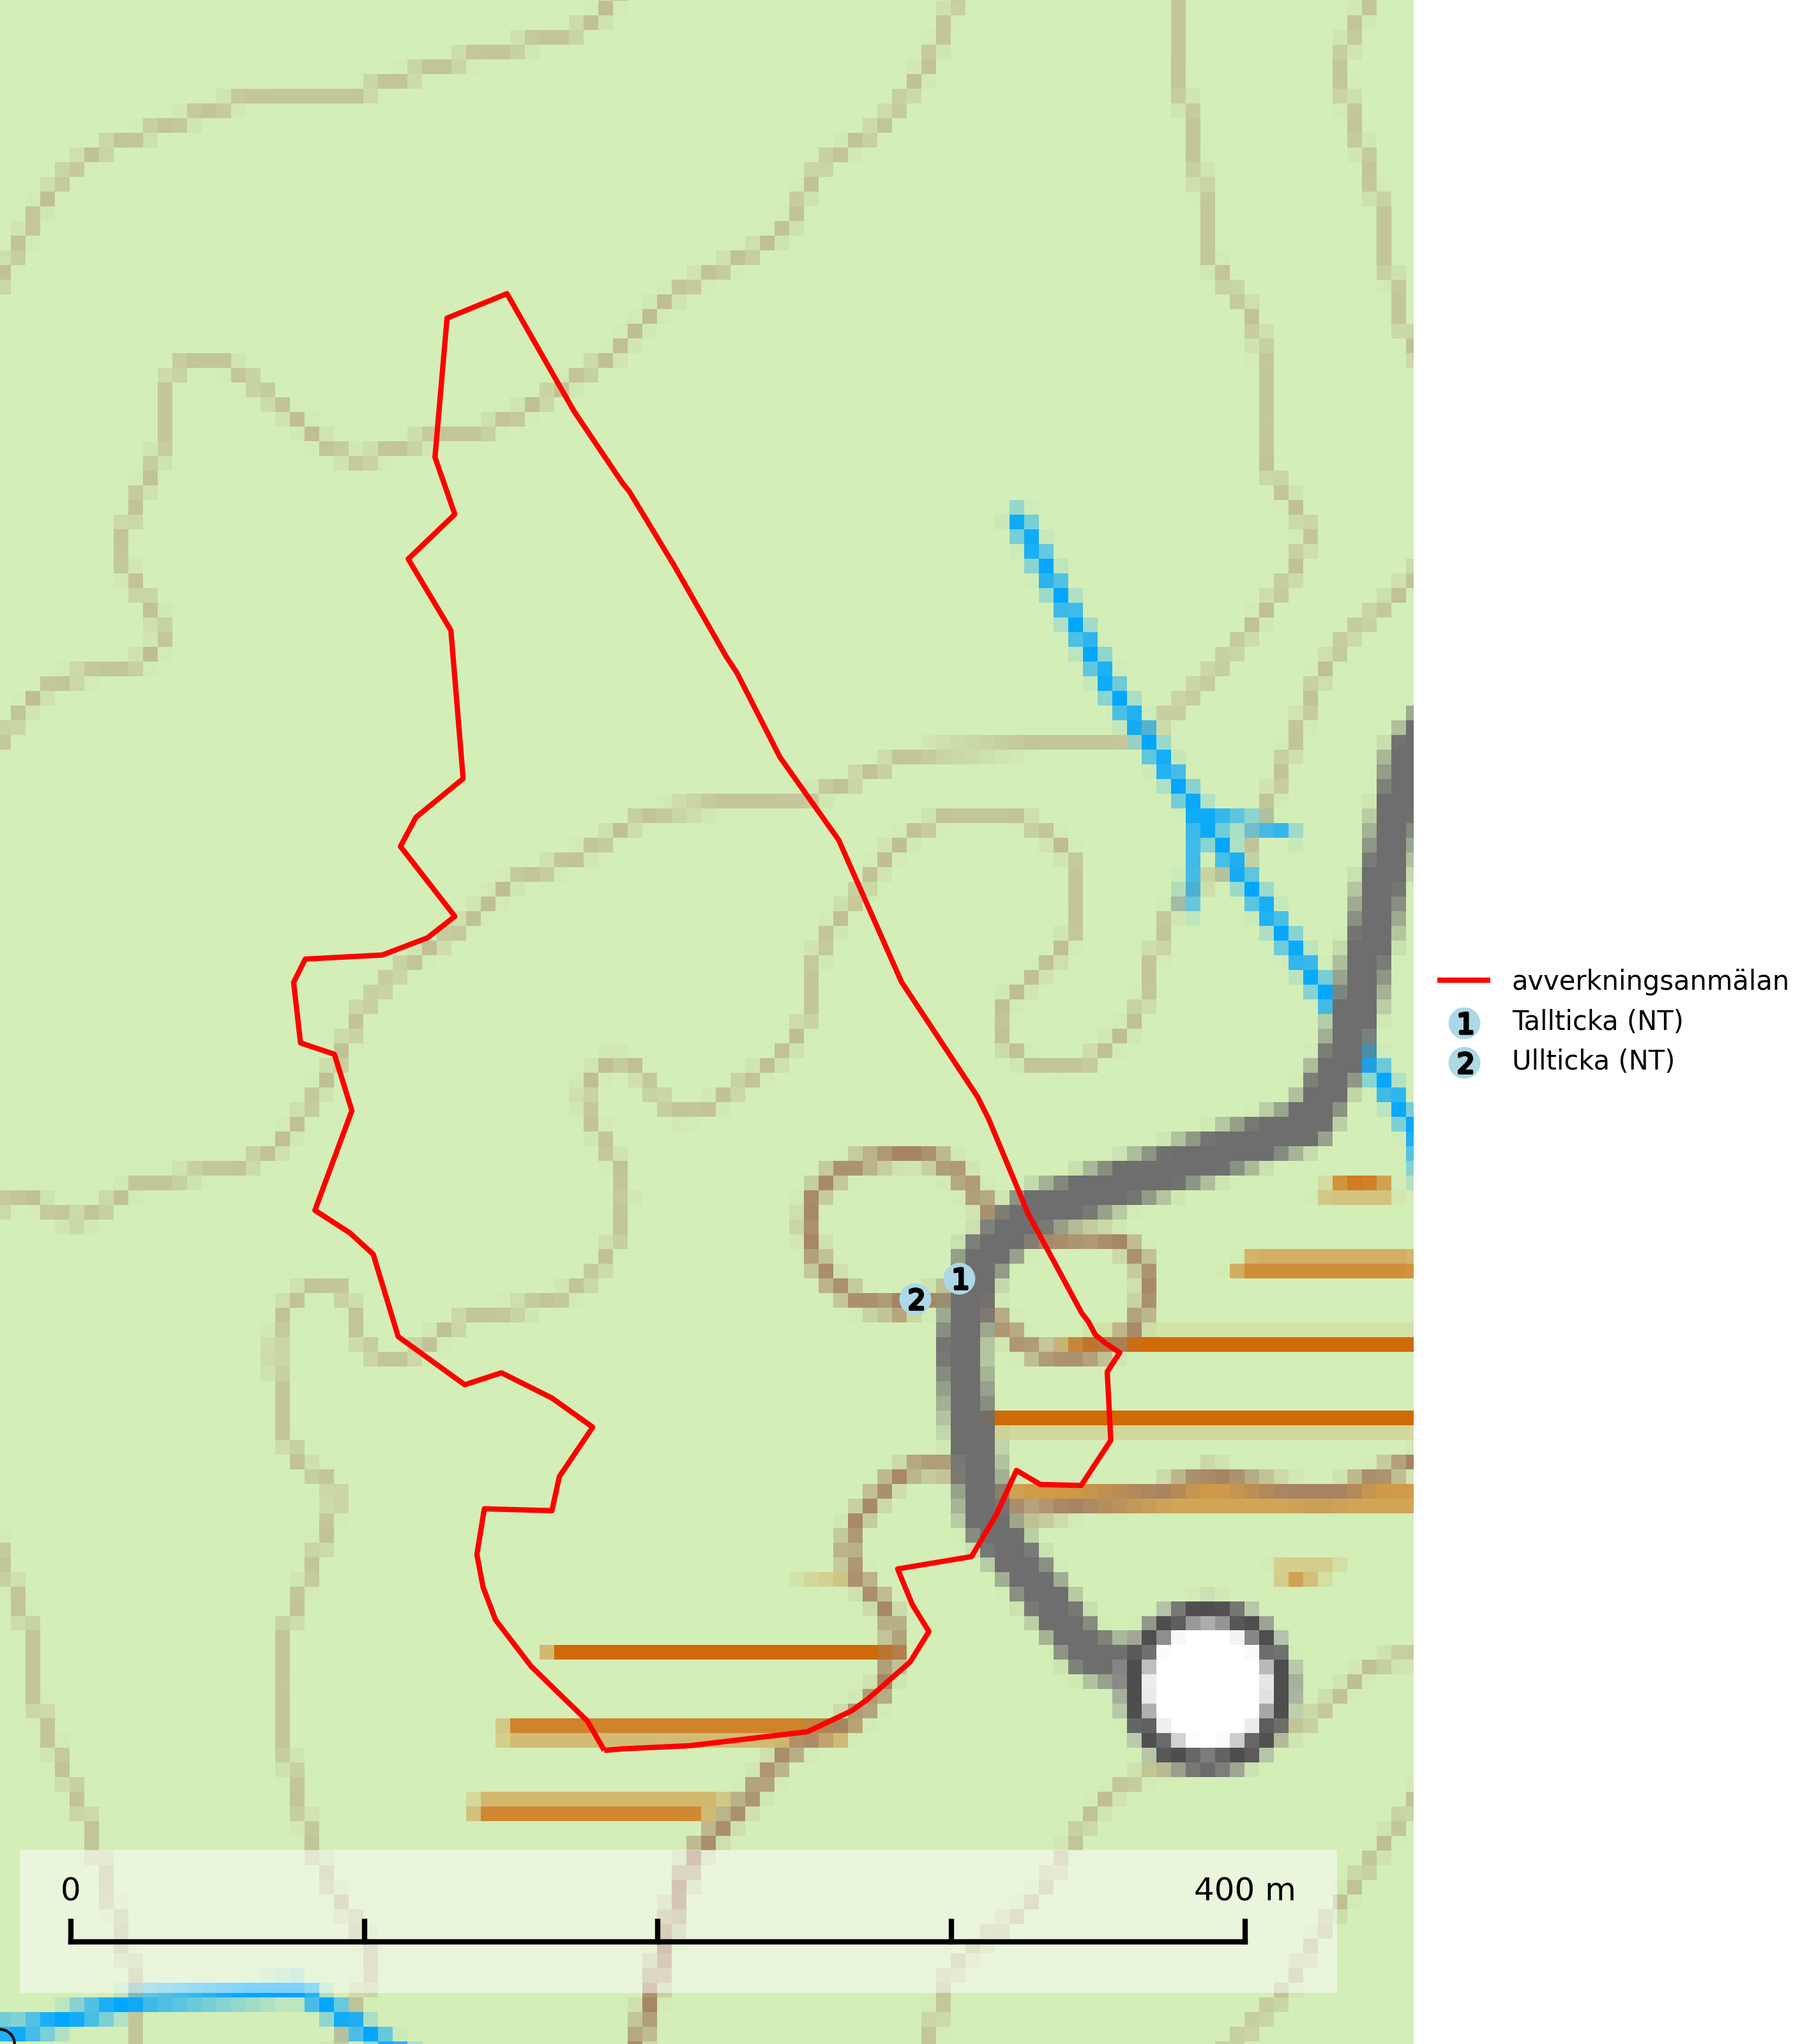 avverkningsanmälan
1 Tallticka (NT)
2 Ullticka (NT)
1
2
0 400 m